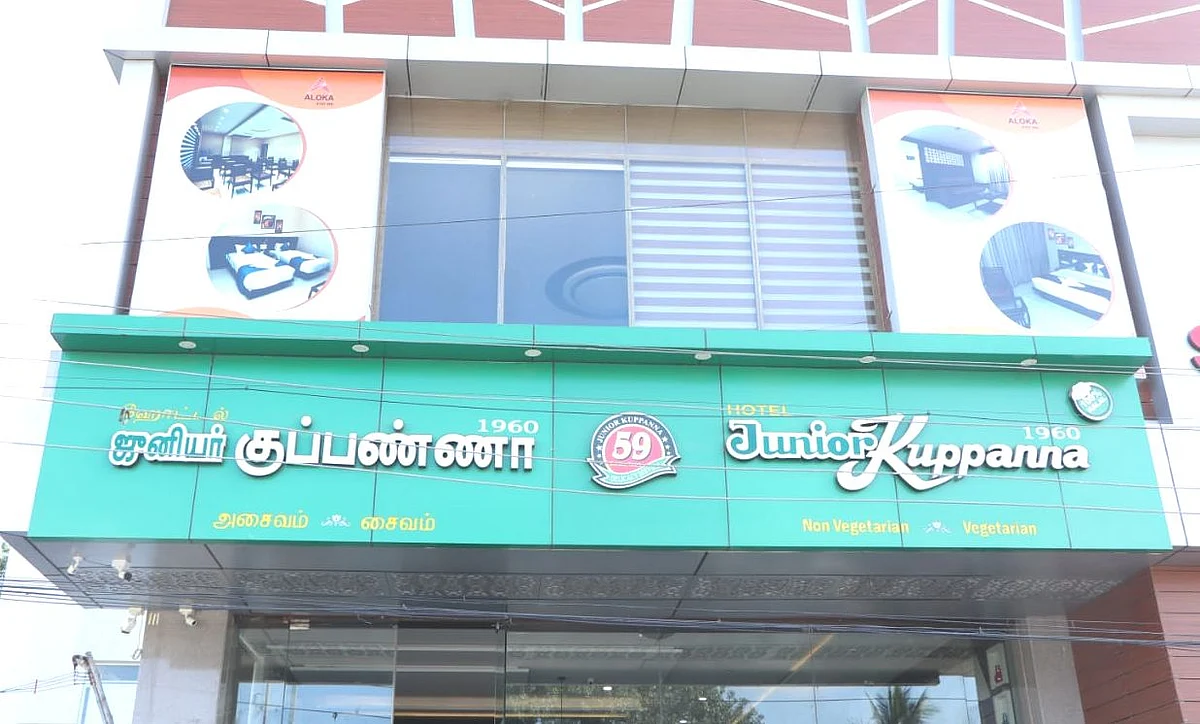 ALOKA
ALOKA
ஹோட்டல்
1960
ஜுனியர் குப்பண்ணா
அசைவம் சைவம்
JUNIOR KUPPANNA
59
HOTEL
1960
Junior Kuppanna
Non Vegetarian Vegetarian